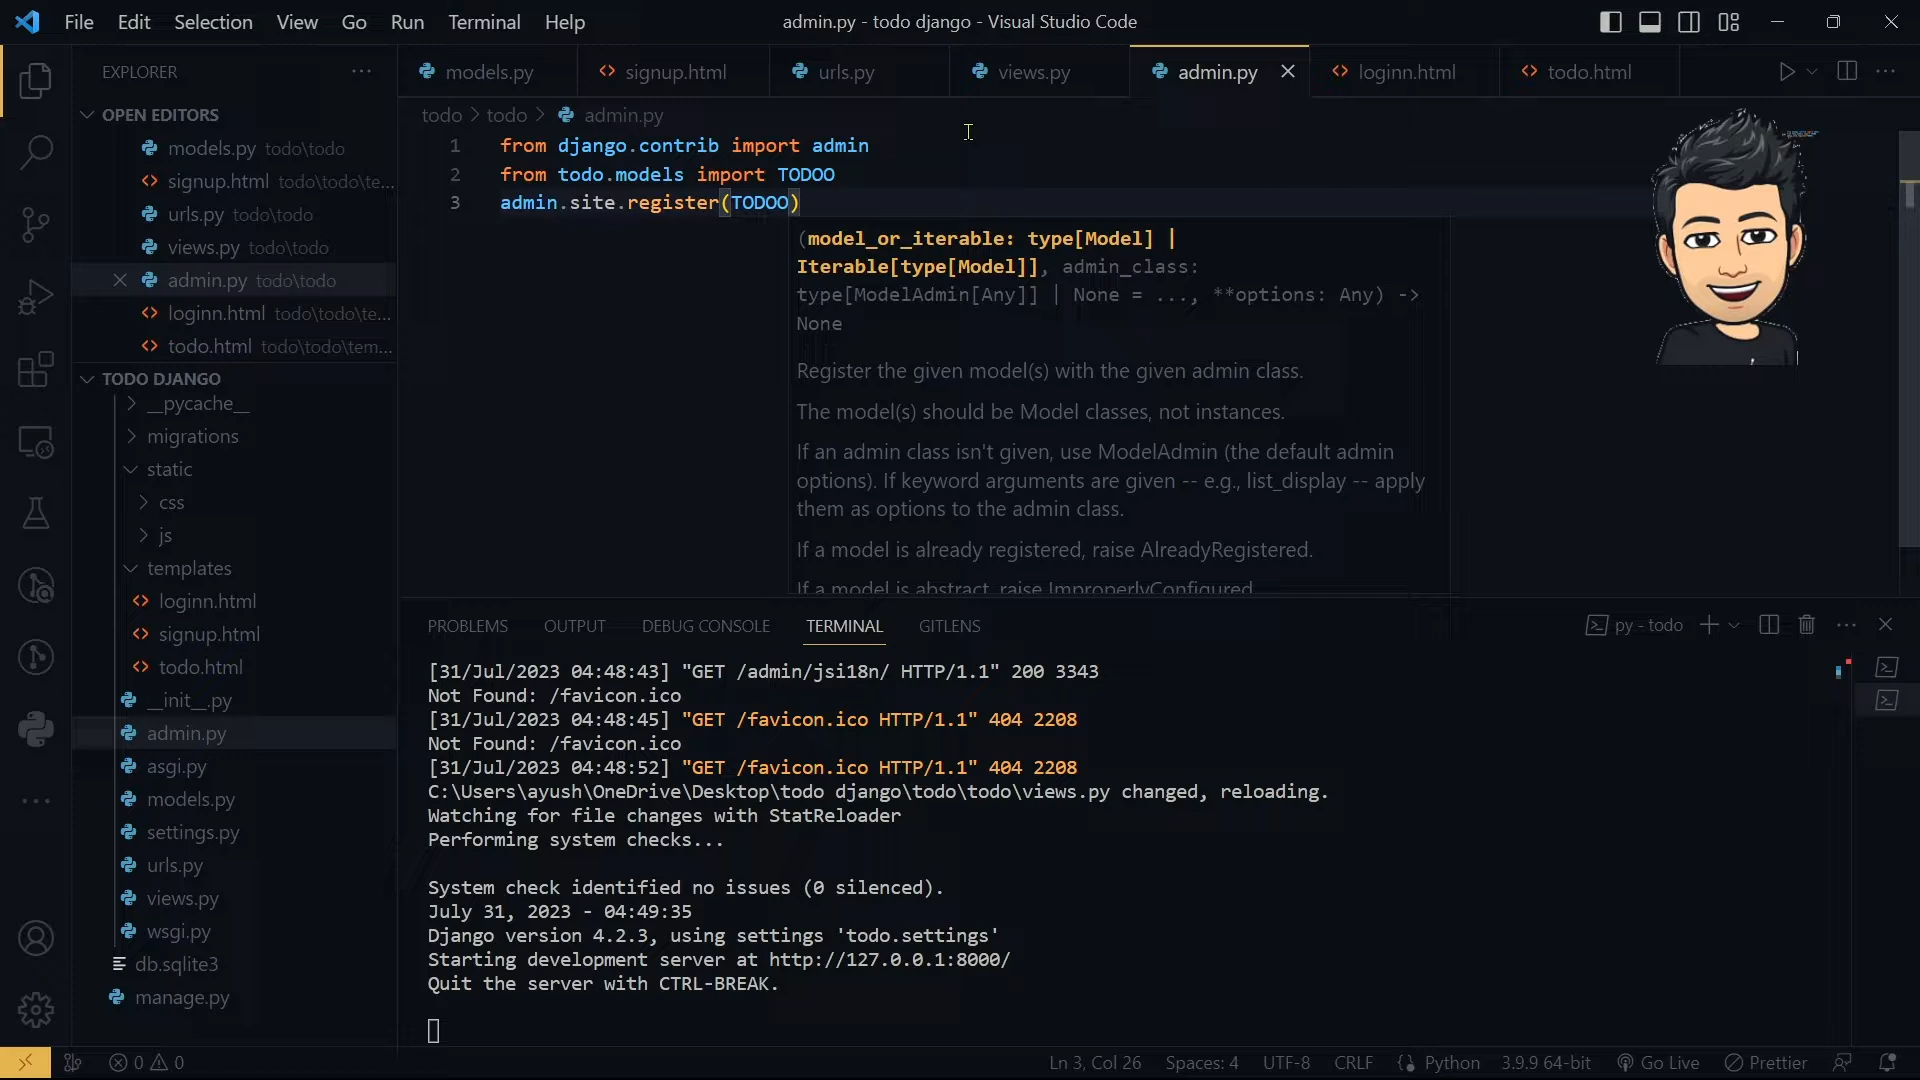 File Edit Selection View Go Run Terminal Help
admin.py - todo django - Visual Studio Code
EXPLORER
OPEN EDITORS
models.py todo\todo
signup.html todo\todo\te...
urls.py todo\todo
views.py todo\todo
admin.py todo\todo
loginn.html todo\todo\te...
todo.html todo\todo\tem...
TODO DJANGO
__pycache__
migrations
static
css
js
templates
loginn.html
signup.html
todo.html
__init__.py
admin.py
asgi.py
models.py
settings.py
urls.py
views.py
wsgi.py
db.sqlite3
manage.py
models.py signup.html urls.py views.py admin.py loginn.html todo.html
todo > todo > admin.py
1 from django.contrib import admin
2 from todo.models import TODOO
3 admin.site.register(TODOO)
(model_or_iterable: type[Model] |
Iterable[type[Model]], admin_class:
type[ModelAdmin[Any]] | None = ..., **options: Any) ->
None
Register the given model(s) with the given admin class.
The model(s) should be Model classes, not instances.
If an admin class isn't given, use ModelAdmin (the default admin
options). If keyword arguments are given -- e.g., list_display -- apply
them as options to the admin class.
If a model is already registered, raise AlreadyRegistered.
If a model is abstract, raise ImproperlyConfigured.
PROBLEMS OUTPUT DEBUG CONSOLE TERMINAL GITLENS
py - todo
[31/Jul/2023 04:48:43] "GET /admin/jsi18n/ HTTP/1.1" 200 3343
Not Found: /favicon.ico
[31/Jul/2023 04:48:45] "GET /favicon.ico HTTP/1.1" 404 2208
Not Found: /favicon.ico
[31/Jul/2023 04:48:52] "GET /favicon.ico HTTP/1.1" 404 2208
C:\Users\ayush\OneDrive\Desktop\todo django\todo\todo\views.py changed, reloading.
Watching for file changes with StatReloader
Performing system checks...
System check identified no issues (0 silenced).
July 31, 2023 - 04:49:35
Django version 4.2.3, using settings 'todo.settings'
Starting development server at http://127.0.0.1:8000/
Quit the server with CTRL-BREAK.
0 0
Ln 3, Col 26 Spaces: 4 UTF-8 CRLF Python 3.9.9 64-bit Go Live Prettier